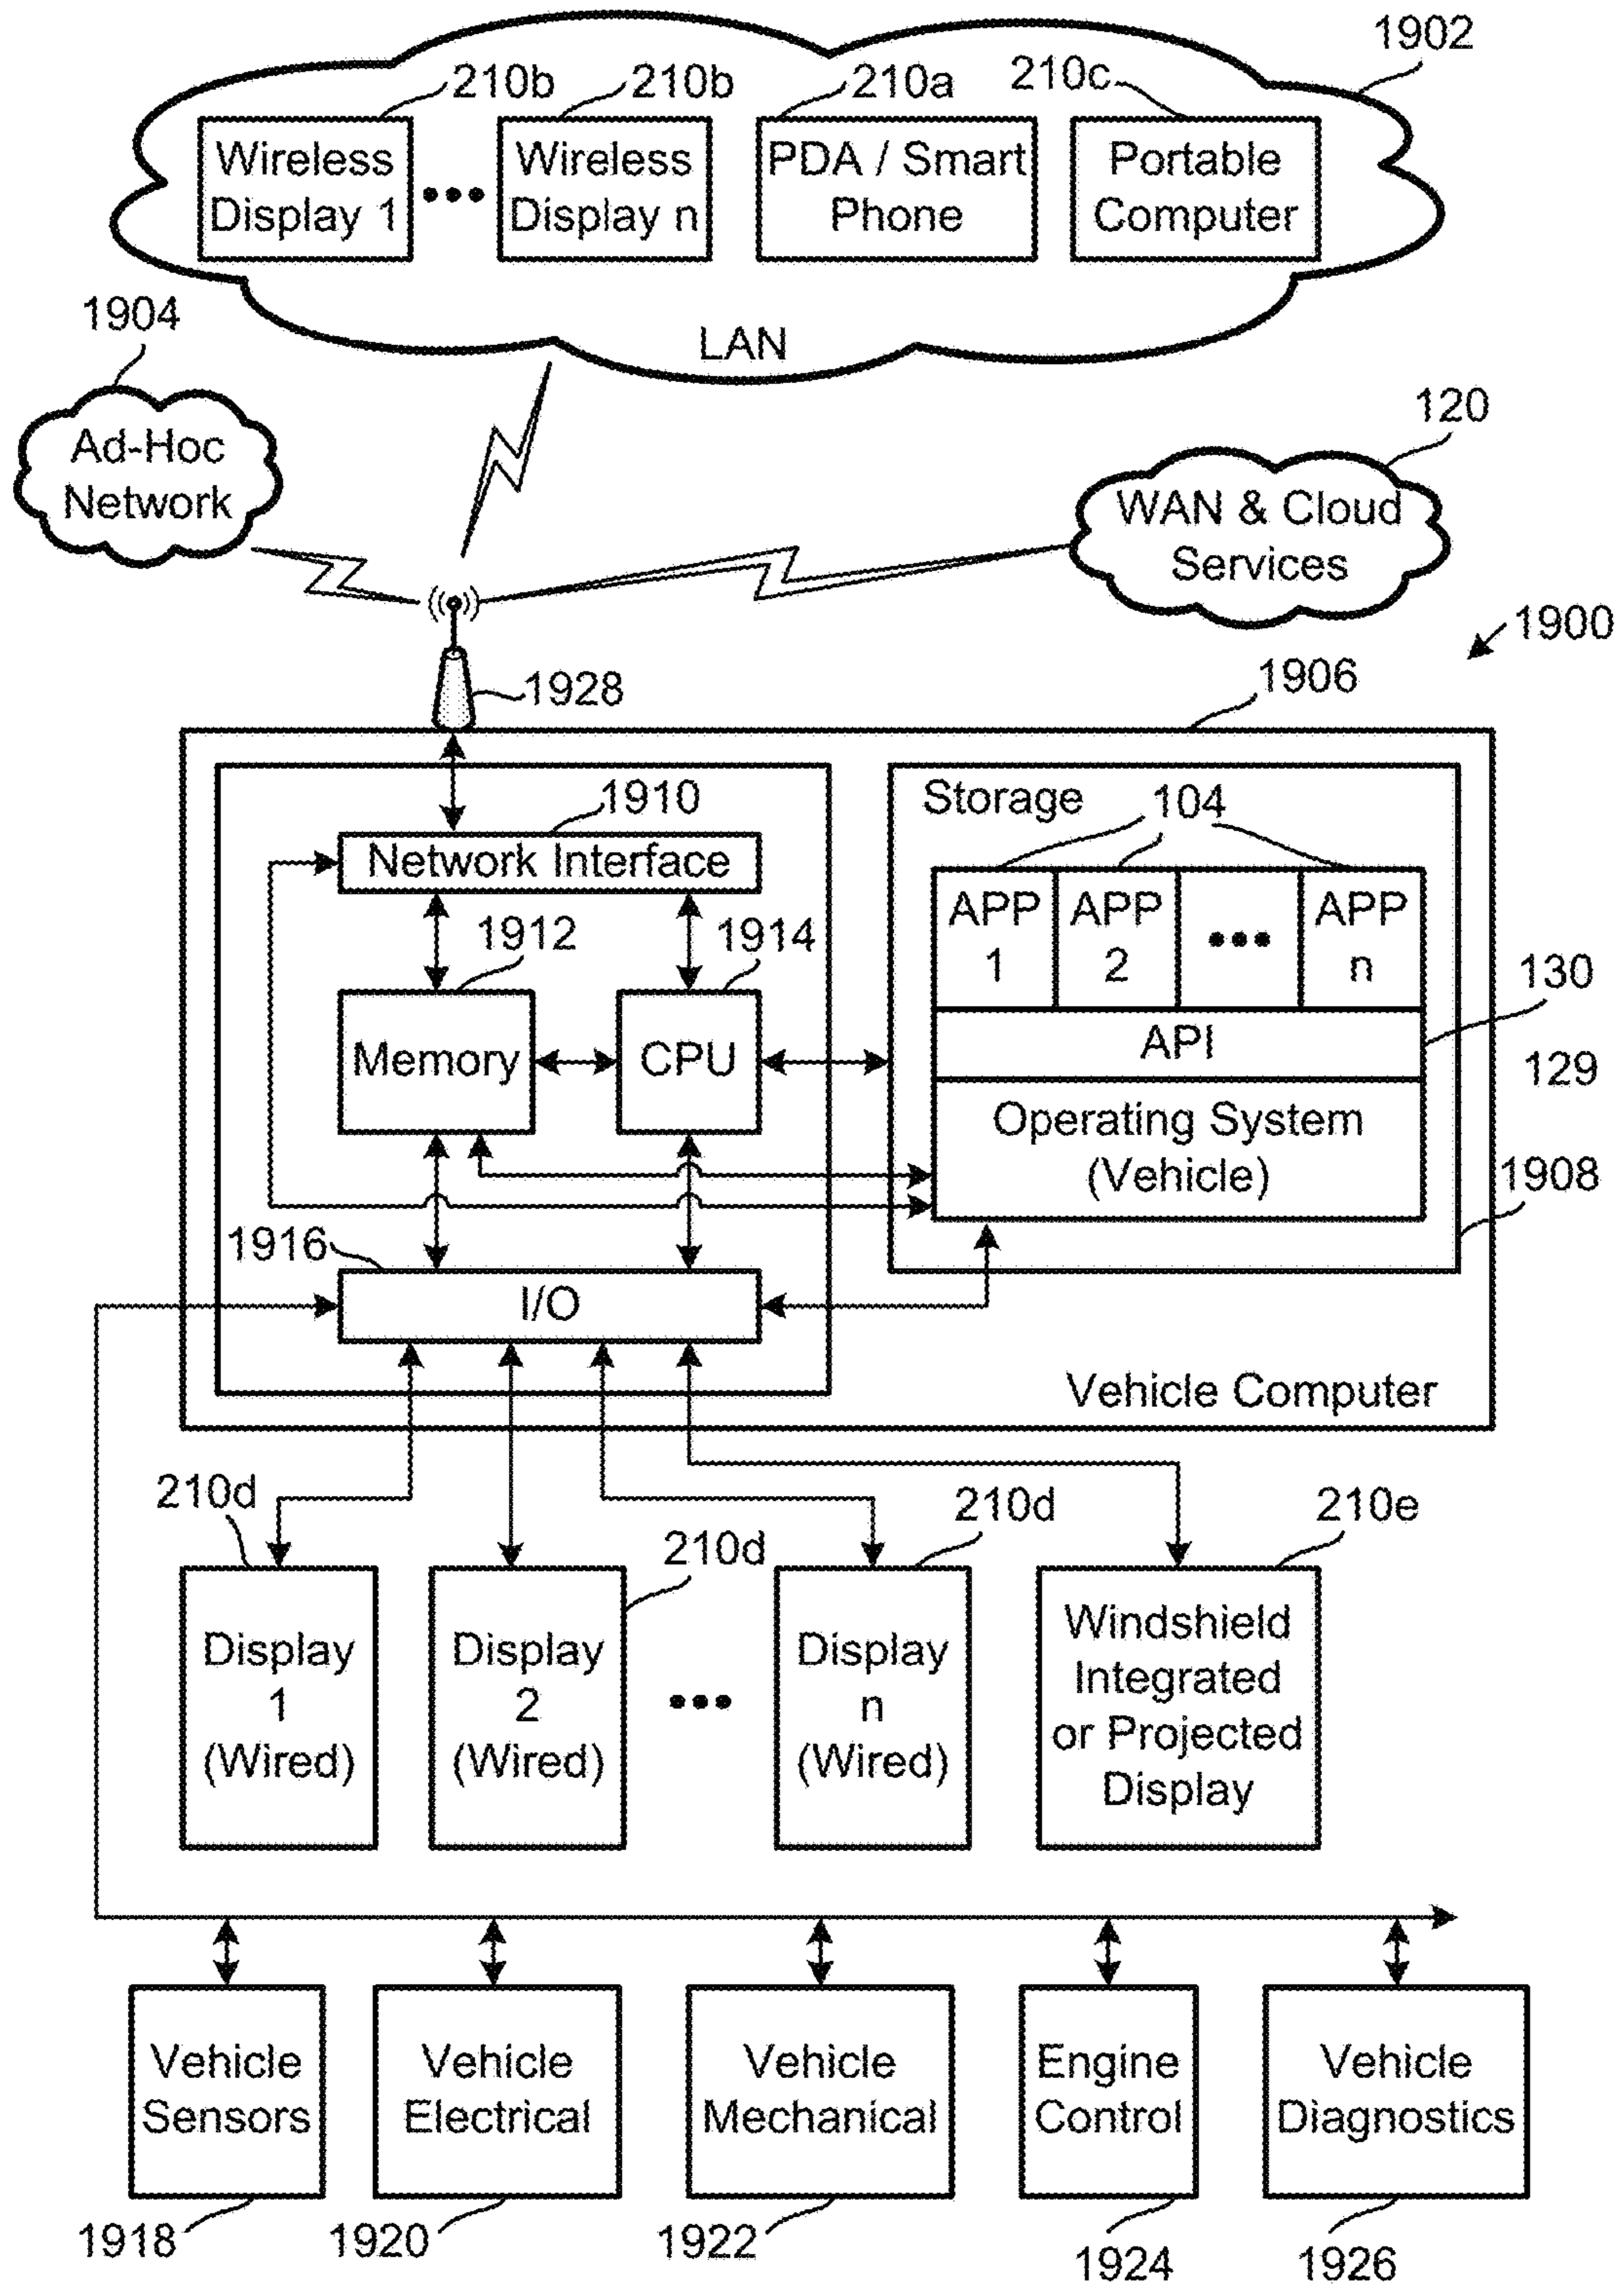 1902
210b
210b
210a
210c
Wireless
Display 1
Wireless
Display n
PDA / Smart
Phone
Portable
Computer
LAN
1904
Ad-Hoc
Network
120
WAN & Cloud
Services
1900
1928
1906
1910
Network Interface
1912
1914
Memory
CPU
1916
I/O
Storage
104
APP
1
APP
2
APP
n
API
130
129
Operating System
(Vehicle)
1908
Vehicle Computer
210d
210d
210d
210e
Display
1
(Wired)
Display
2
(Wired)
Display
n
(Wired)
Windshield
Integrated
or Projected
Display
Vehicle
Sensors
Vehicle
Electrical
Vehicle
Mechanical
Engine
Control
Vehicle
Diagnostics
1918
1920
1922
1924
1926